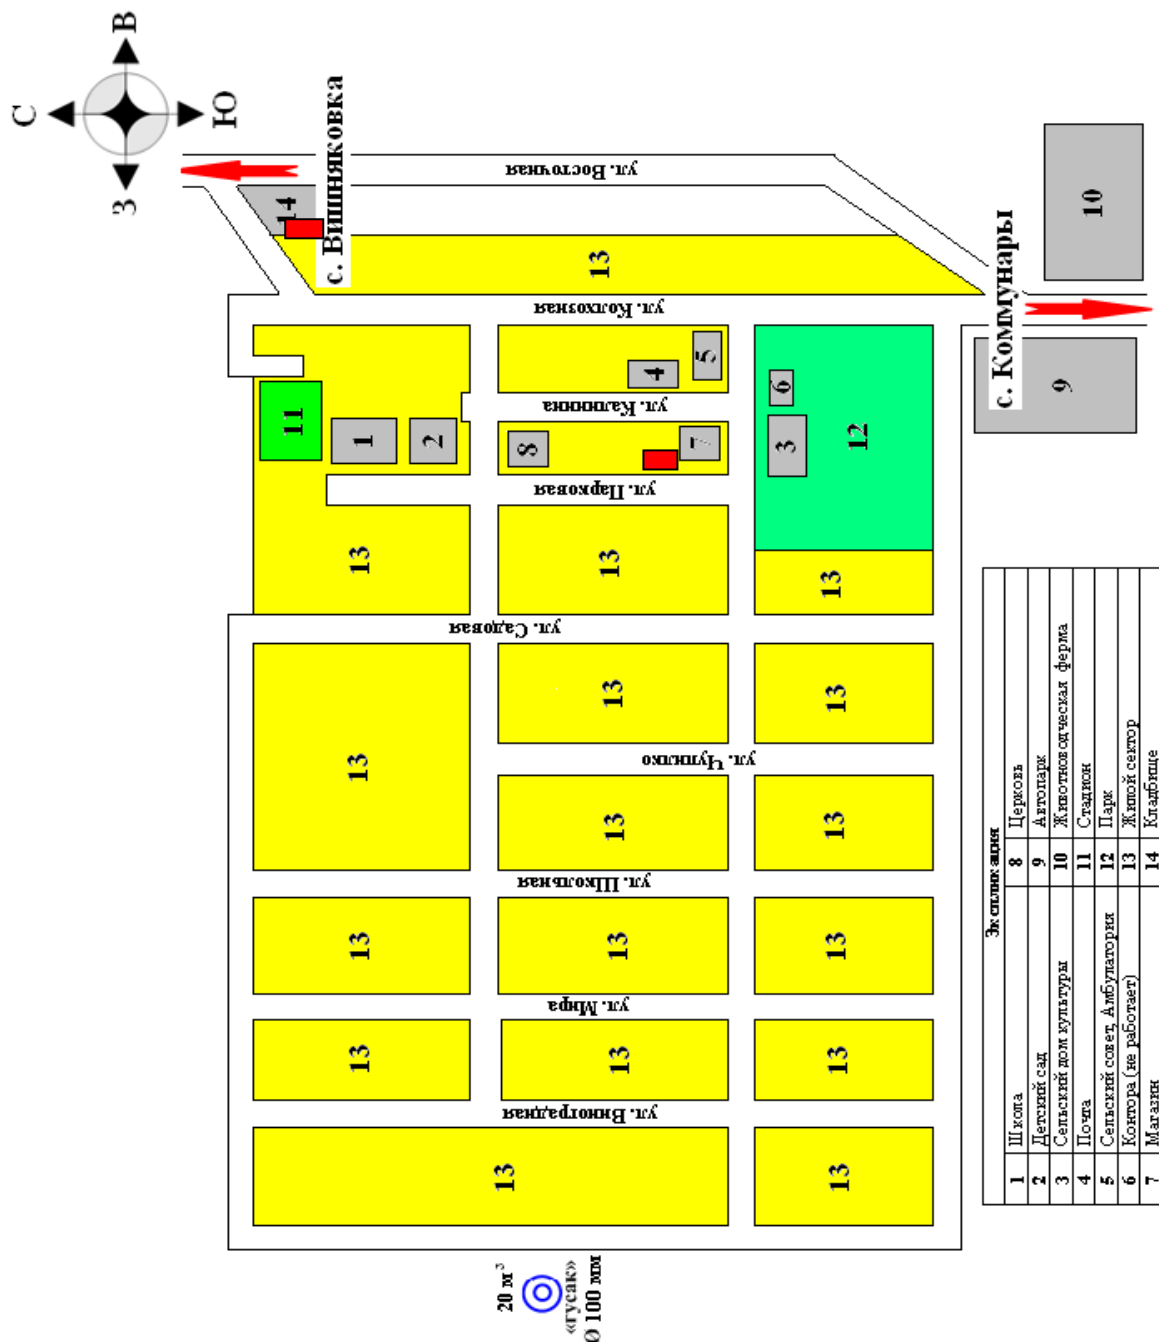 С
В
З
Ю
с. Вишняковка
ул. Восточная
14
13
ул. Колхозная
с. Коммунары
10
9
11
1
2
4
5
ул. Калинина
8
7
ул. Парковая
6
3
12
13
13
13
ул. Садовая
13
13
13
ул. Чупилко
13
13
ул. Школьная
13
13
13
ул. Мира
13
13
13
ул. Виноградная
13
13
20 м³
«гусак»
Ø 100 мм
Экспликация
1 Школа 8 Церковь
2 Детский сад 9 Автопарк
3 Сельский дом культуры 10 Животноводческая ферма
4 Почта 11 Стадион
5 Сельский совет, Амбулатория 12 Парк
6 Контора (не работает) 13 Жилой сектор
7 Магазин 14 Кладбище